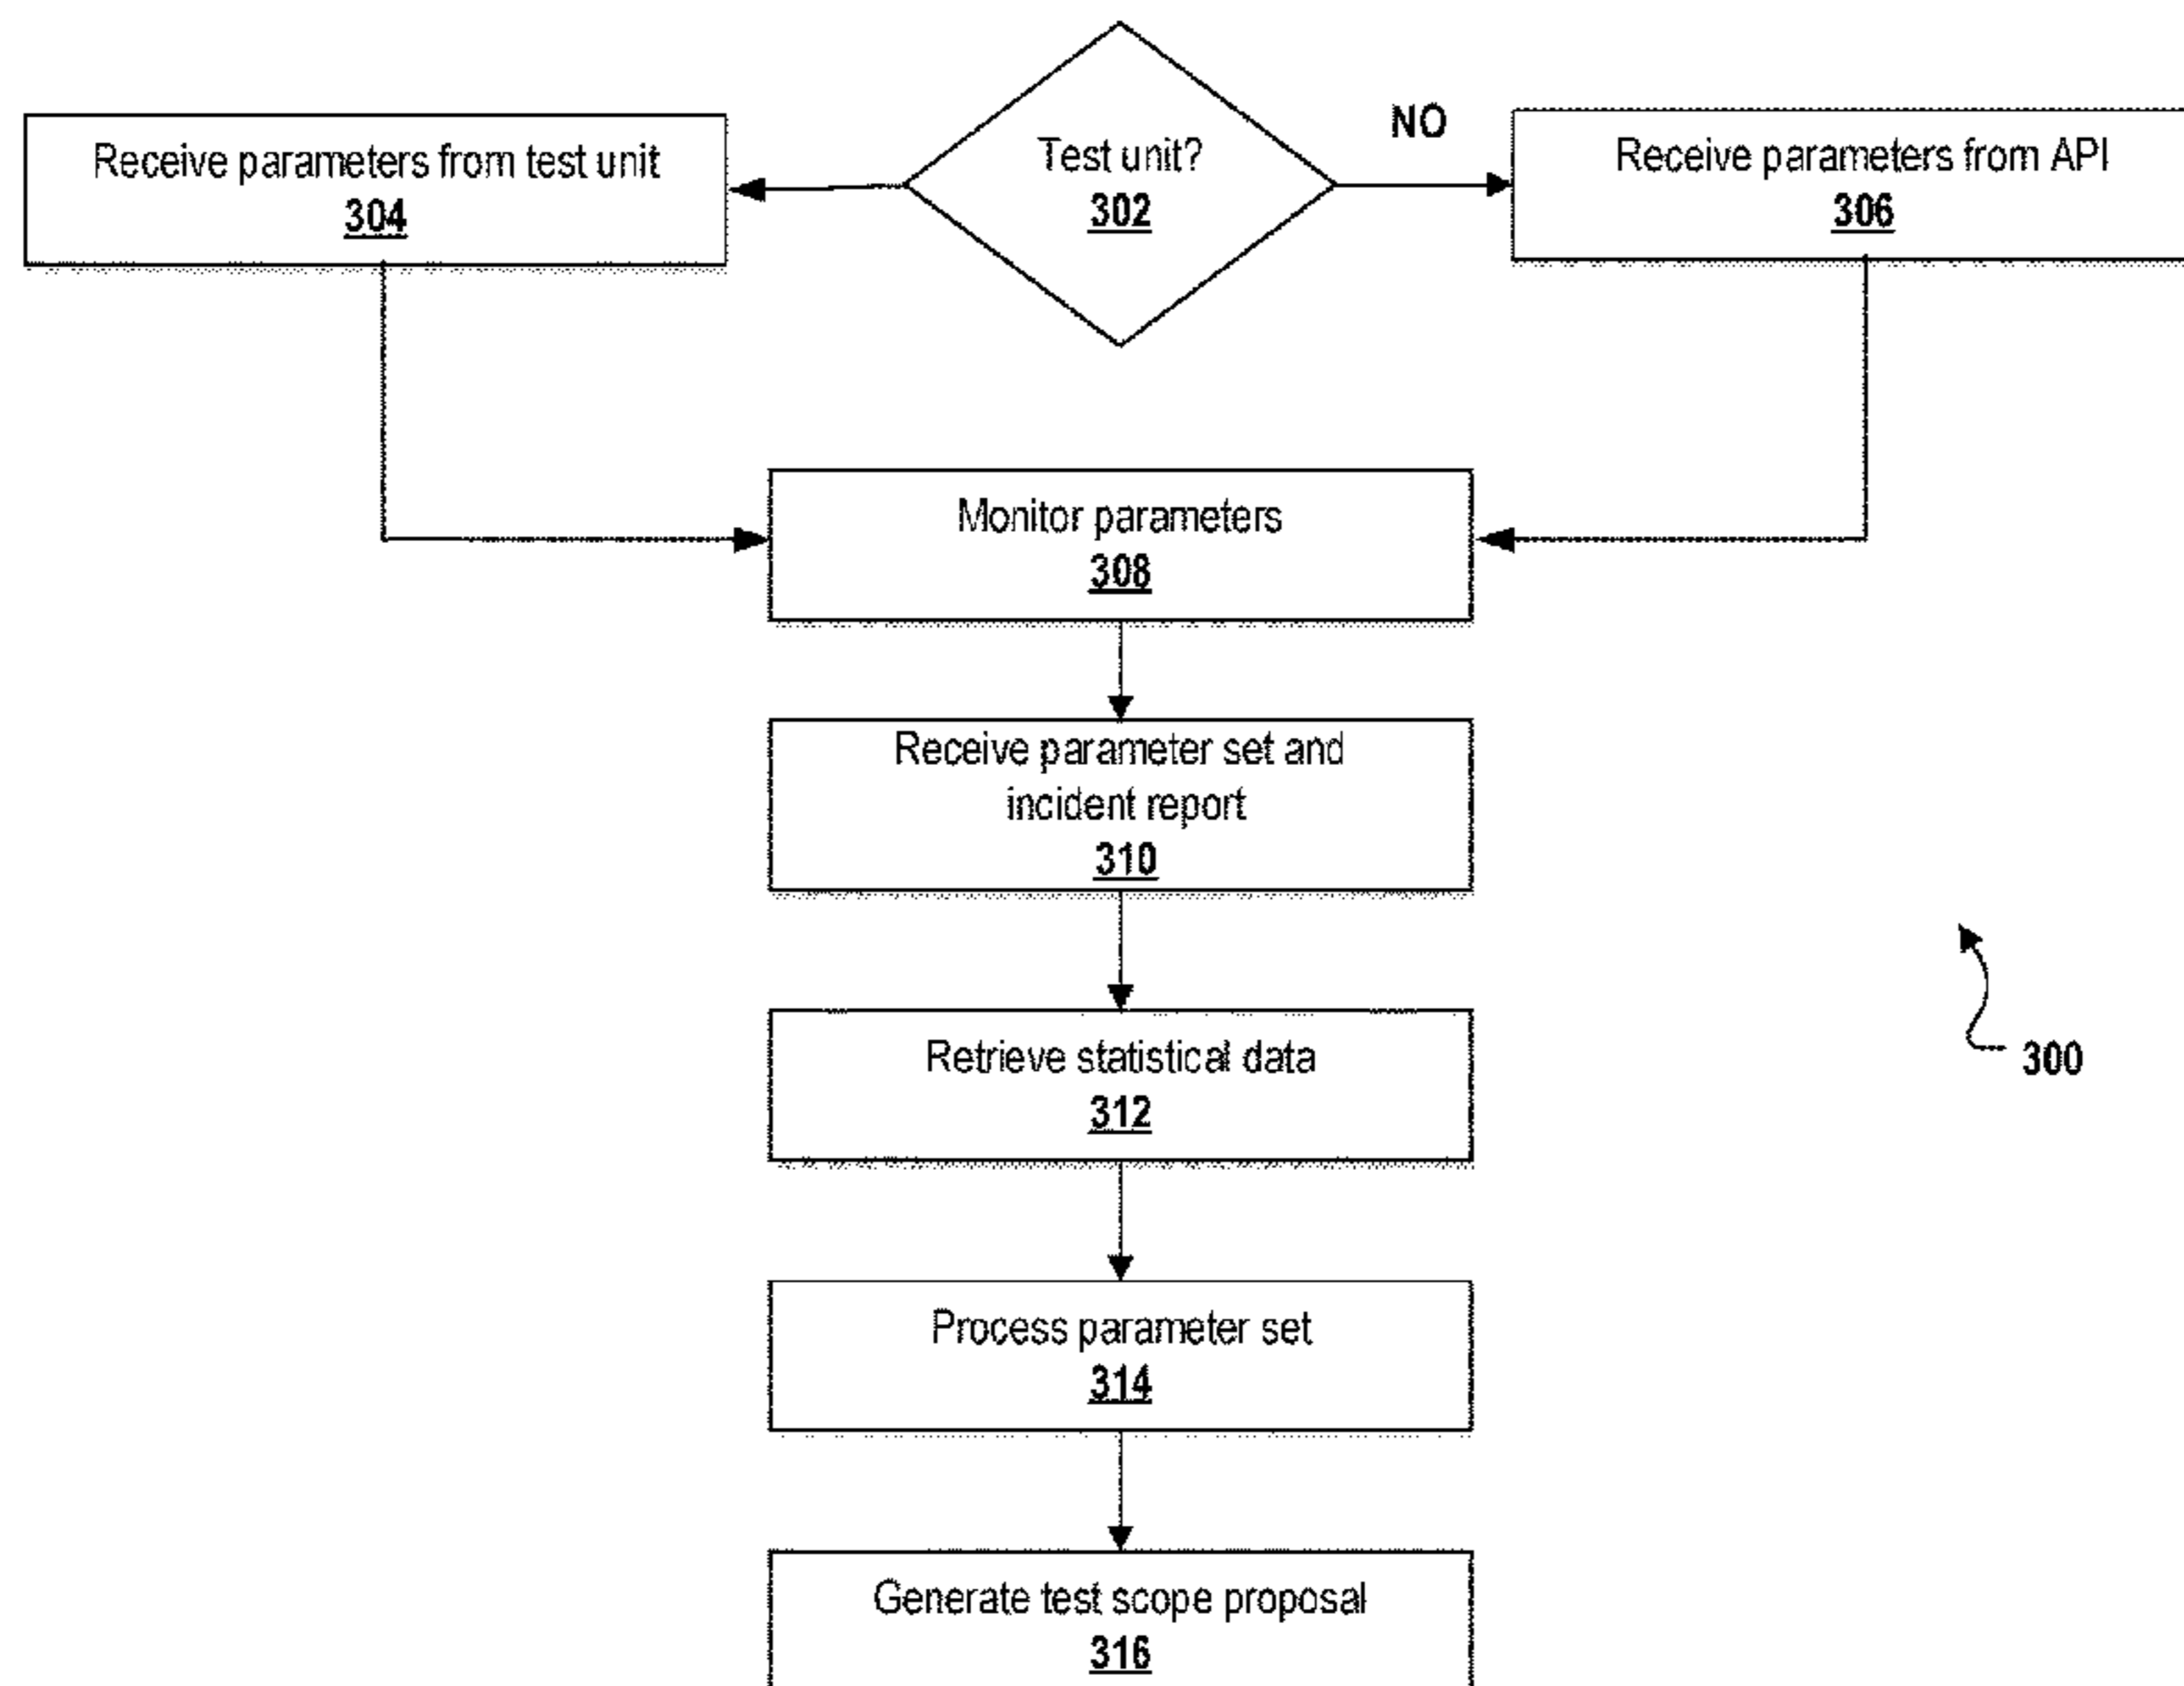 Test unit?
302
NO
Receive parameters from test unit
304
Receive parameters from API
306
Monitor parameters
308
Receive parameter set and
incident report
310
Retrieve statistical data
312
300
Process parameter set
314
Generate test scope proposal
316